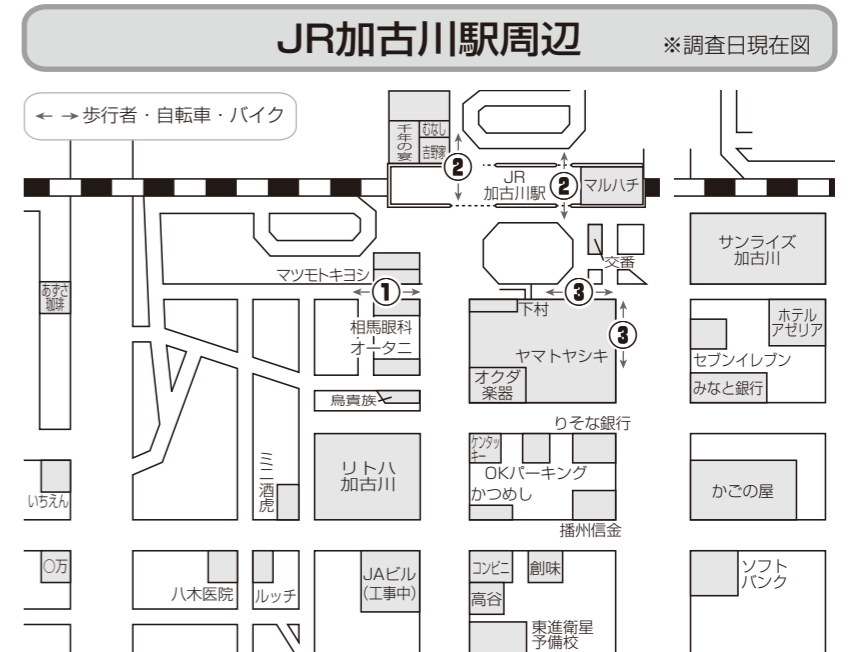 JR加古川駅周辺
※調査日現在図
← →歩行者・自転車・バイク
千年の宴
むなし
吉野家
2
JR
加古川駅
2
マルハチ
サンライズ
加古川
交番
マツモトキヨシ
1
3
あずさ
珈琲
下村
相馬眼科
オータニ
3
ホテル
アゼリア
ヤマトヤシキ
セブンイレブン
オクダ
楽器
みなと銀行
鳥貴族
りそな銀行
ケンタッ
キー
OKパーキング
かつめし
リトハ
加古川
ミニ酒虎
いちえん
かごの屋
播州信金
〇万
八木医院
ルッチ
JAビル
(工事中)
コンビニ
創味
高谷
ソフト
バンク
東進衛星
予備校